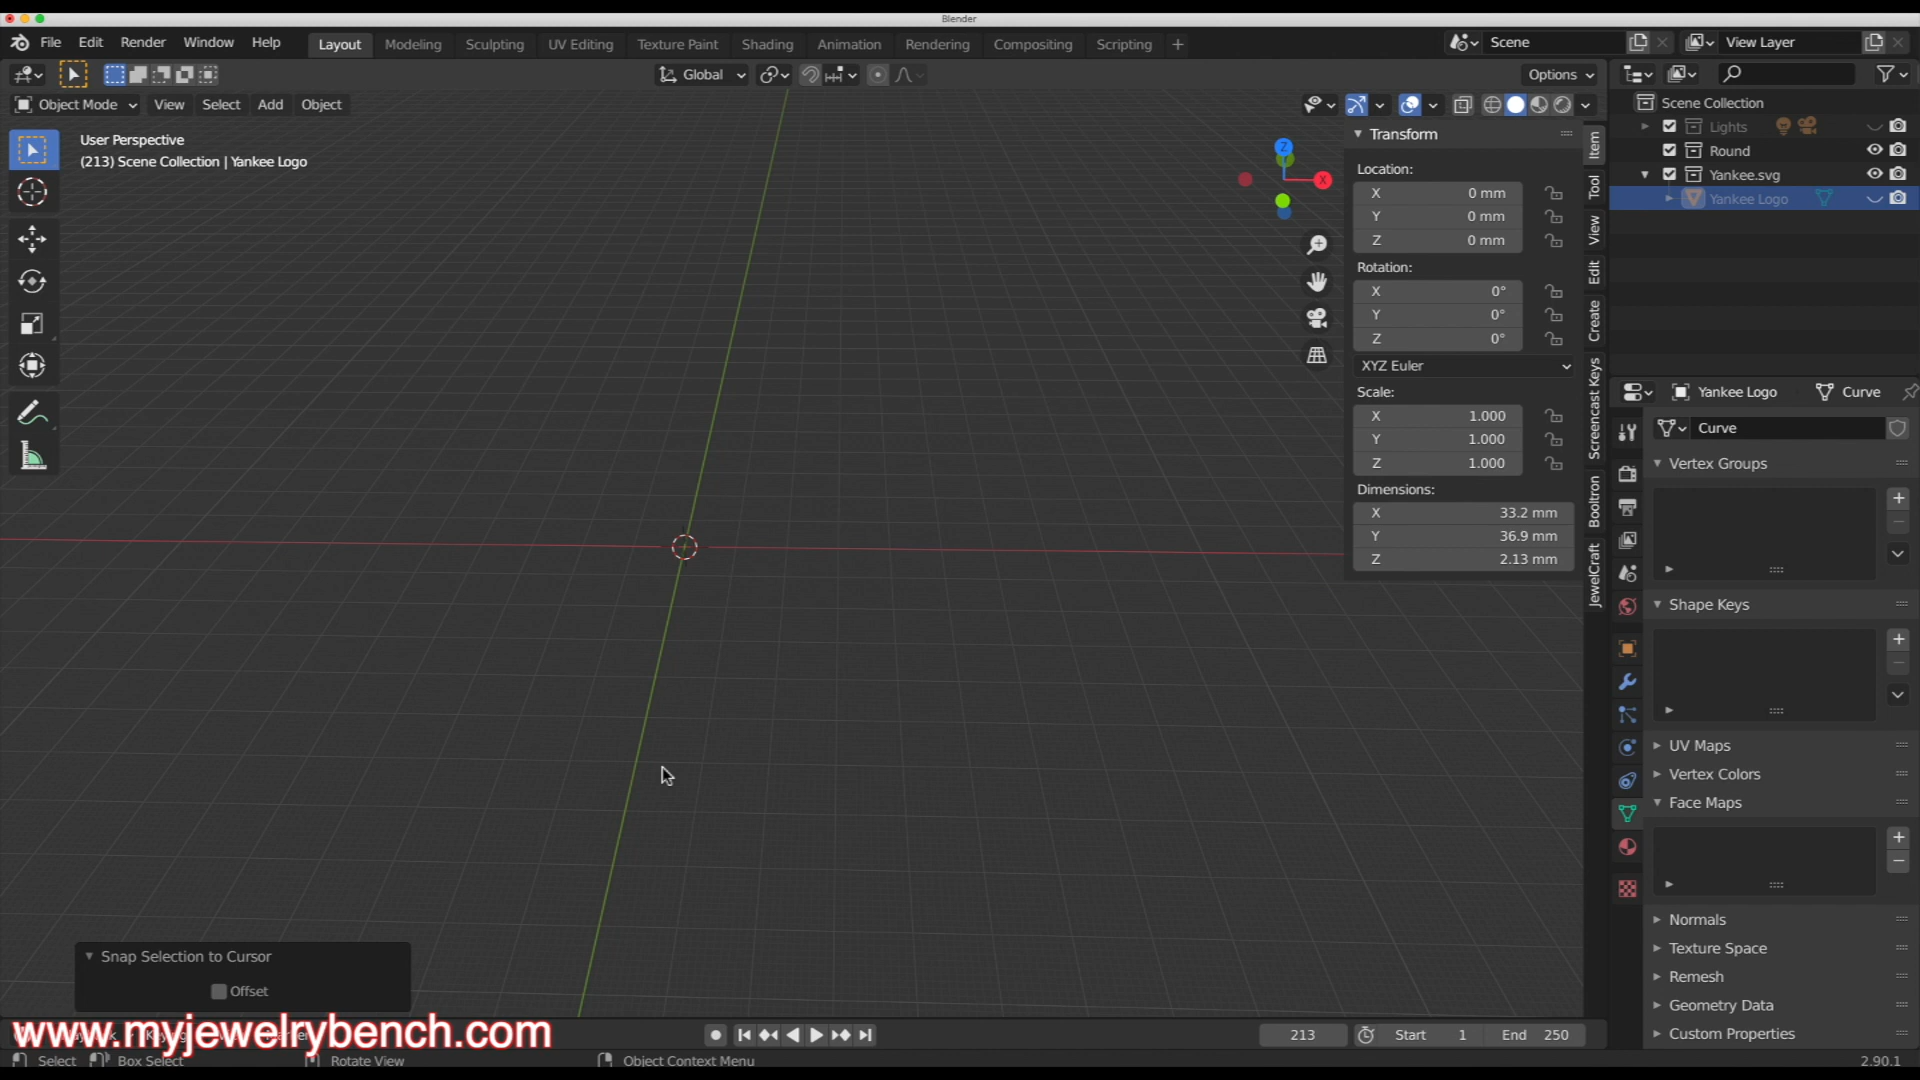 Blender
File Edit Render Window Help
Layout Modeling Sculpting UV Editing Texture Paint Shading Animation Rendering Compositing Scripting +
Scene View Layer
Global Options
Object Mode View Select Add Object
User Perspective
(213) Scene Collection | Yankee Logo
Z
X
Transform
Location:
X 0 mm
Y 0 mm
Z 0 mm
Rotation:
X 0°
Y 0°
Z 0°
XYZ Euler
Scale:
X 1.000
Y 1.000
Z 1.000
Dimensions:
X 33.2 mm
Y 36.9 mm
Z 2.13 mm
Item
Tool
View
Edit
Create
Screencast Keys
Booltron
JewelCraft
Scene Collection
Lights
Round
Yankee.svg
Yankee Logo
Yankee Logo Curve
Curve
Vertex Groups
Shape Keys
UV Maps
Vertex Colors
Face Maps
Normals
Texture Space
Remesh
Geometry Data
Custom Properties
Snap Selection to Cursor
Offset
www.myjewelrybench.com
213 Start 1 End 250
Select Box Select Rotate View Object Context Menu 2.90.1